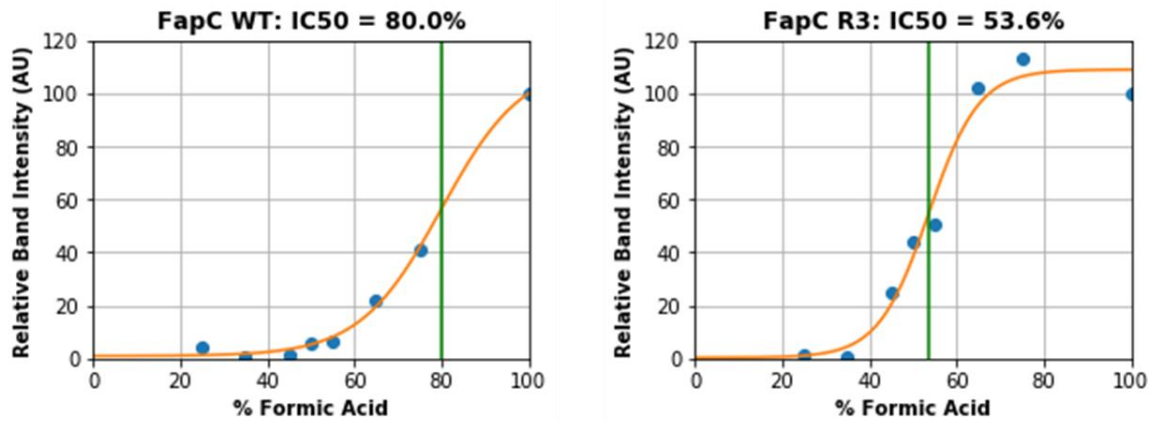 FapC WT: IC50 = 80.0%
120
100
80
60
40
20
0
Relative Band Intensity (AU)
0 20 40 60 80 100
% Formic Acid
FapC R3: IC50 = 53.6%
120
100
80
60
40
20
0
Relative Band Intensity (AU)
0 20 40 60 80 100
% Formic Acid